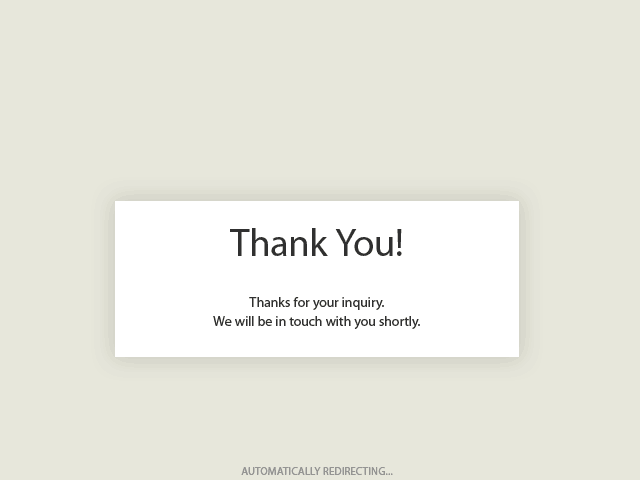 Thank You!
Thanks for your inquiry.
We will be in touch with you shortly.
AUTOMATICALLY REDIRECTING...